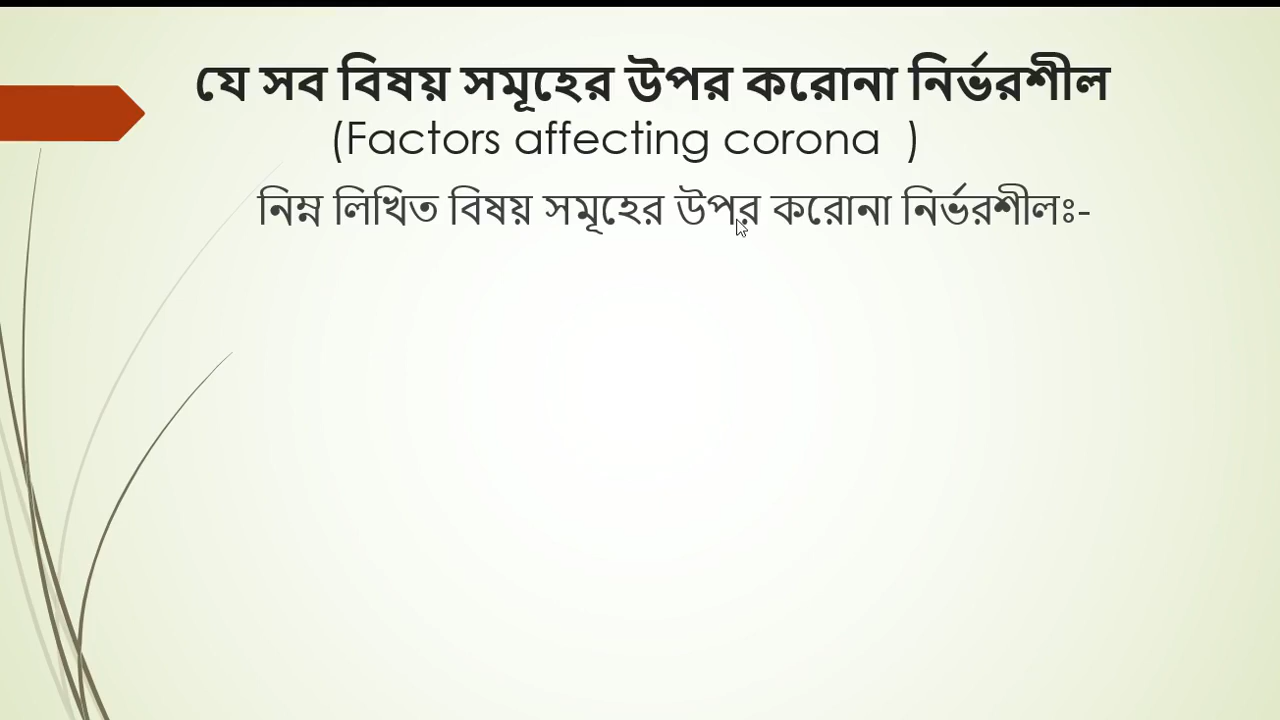 যে সব বিষয় সমূহের উপর করোনা নির্ভরশীল
(Factors affecting corona )
নিম্ন লিখিত বিষয় সমূহের উপর করোনা নির্ভরশীলঃ-